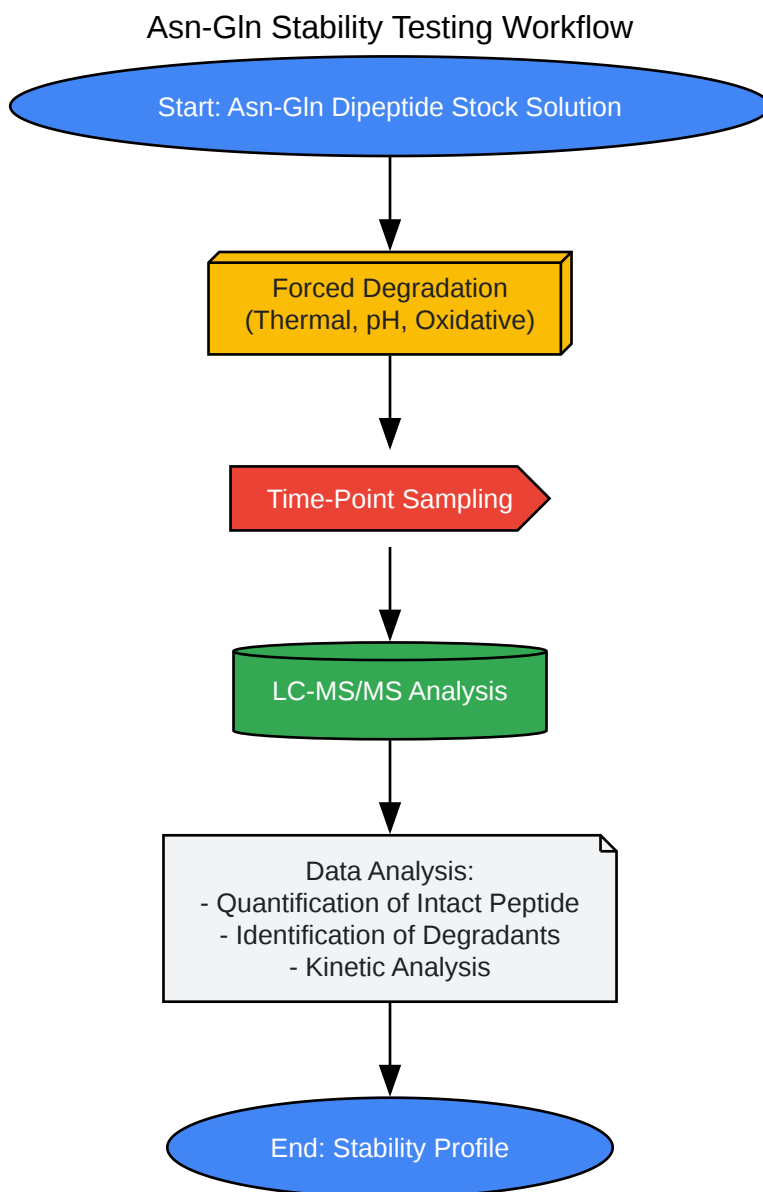 Asn-Gln Stability Testing Workflow
Start: Asn-Gln Dipeptide Stock Solution
Forced Degradation
(Thermal, pH, Oxidative)
Time-Point Sampling
LC-MS/MS Analysis
Data Analysis:
- Quantification of Intact Peptide
- Identification of Degradants
- Kinetic Analysis
End: Stability Profile